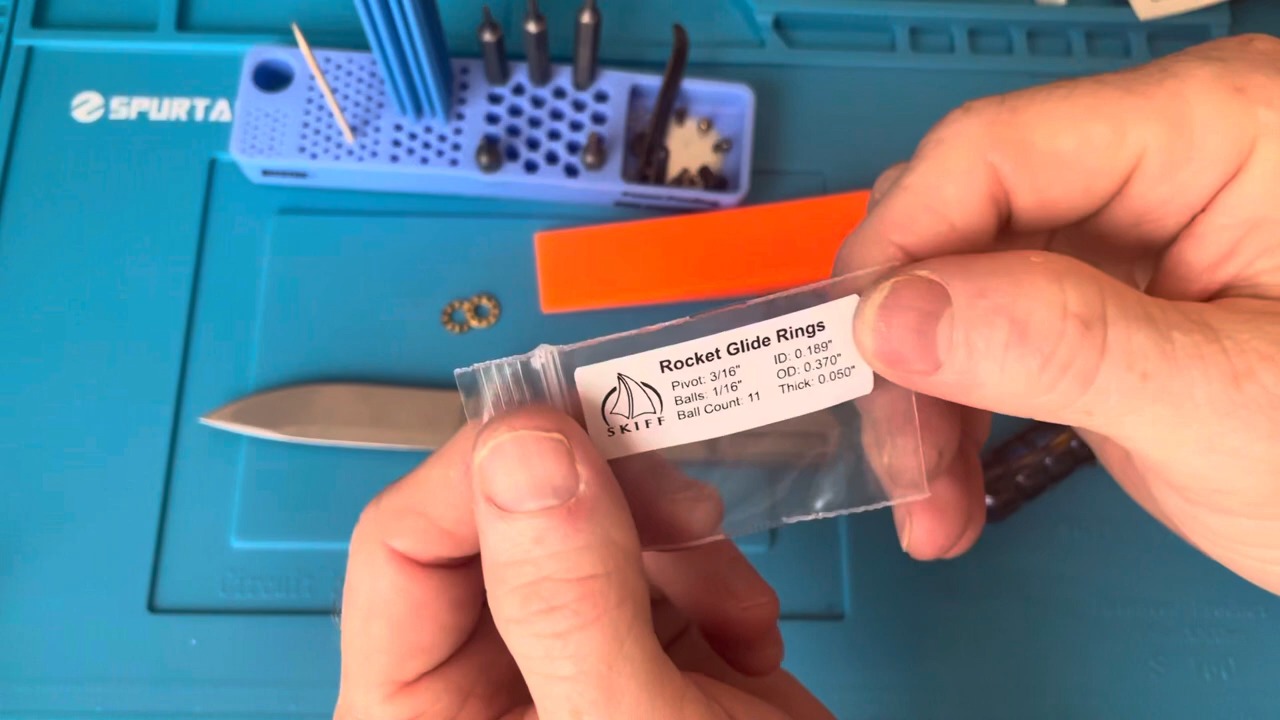 SPURTA
Rocket Glide Rings
Pivot: 3/16"
Balls: 1/16"
Ball Count: 11
ID: 0.189"
OD: 0.370"
Thick: 0.050"
SKIFF